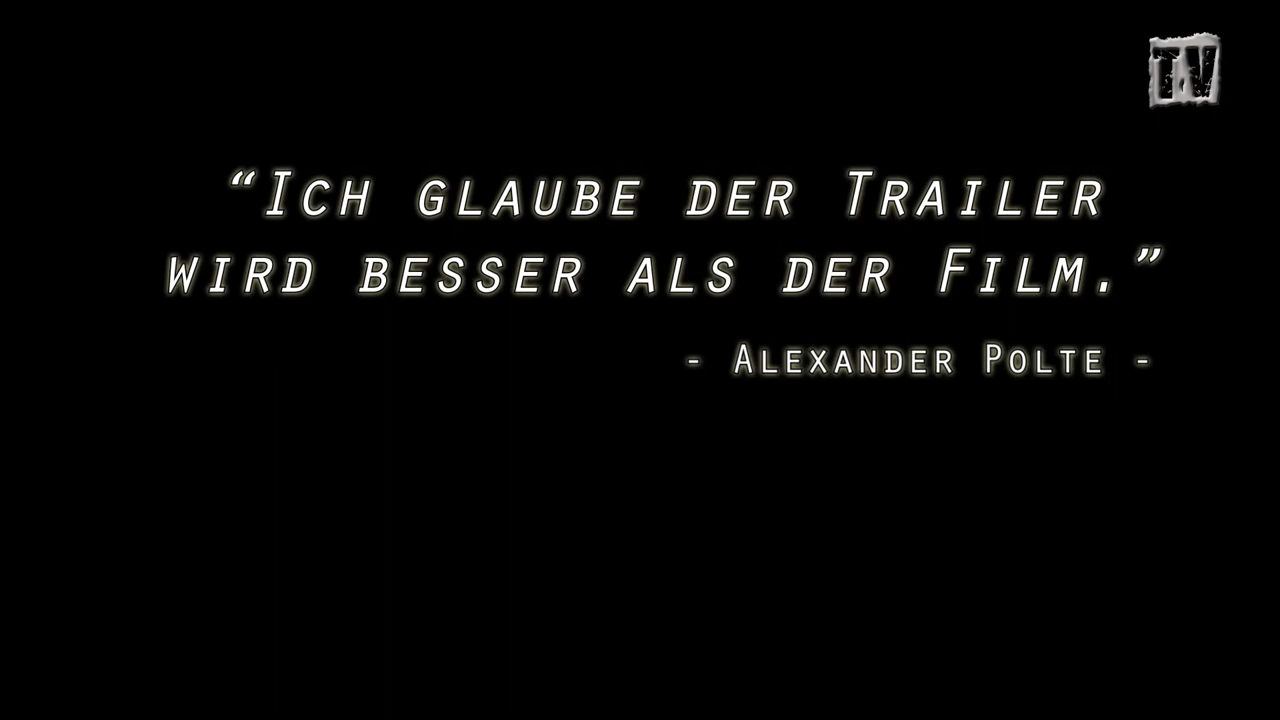 TV
“Ich glaube der Trailer
wird besser als der Film.”
- Alexander Polte -